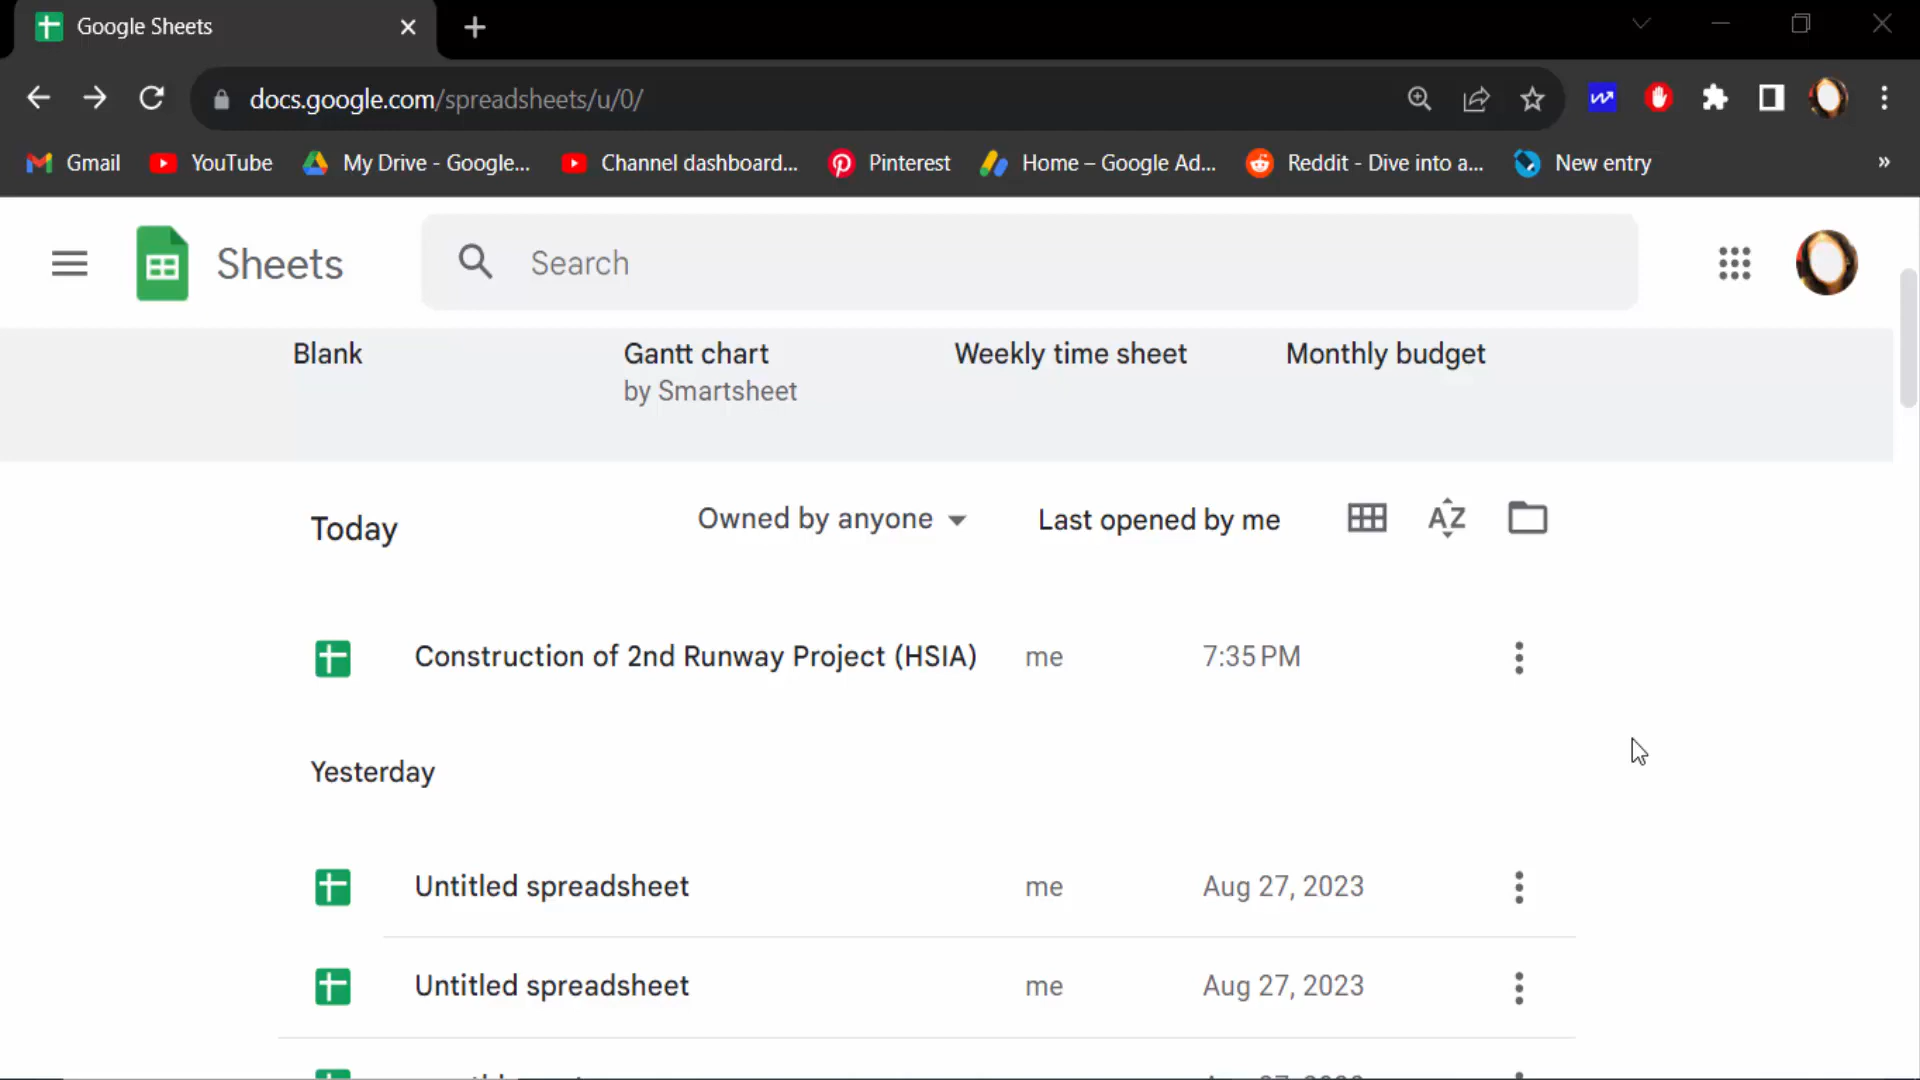 Google Sheets
docs.google.com/spreadsheets/u/0/
Gmail YouTube My Drive - Google... Channel dashboard... Pinterest Home – Google Ad... Reddit - Dive into a... New entry »
Sheets Search
Blank Gantt chart Weekly time sheet Monthly budget
by Smartsheet
Today Owned by anyone Last opened by me AZ
Construction of 2nd Runway Project (HSIA) me 7:35 PM
Yesterday
Untitled spreadsheet me Aug 27, 2023
Untitled spreadsheet me Aug 27, 2023